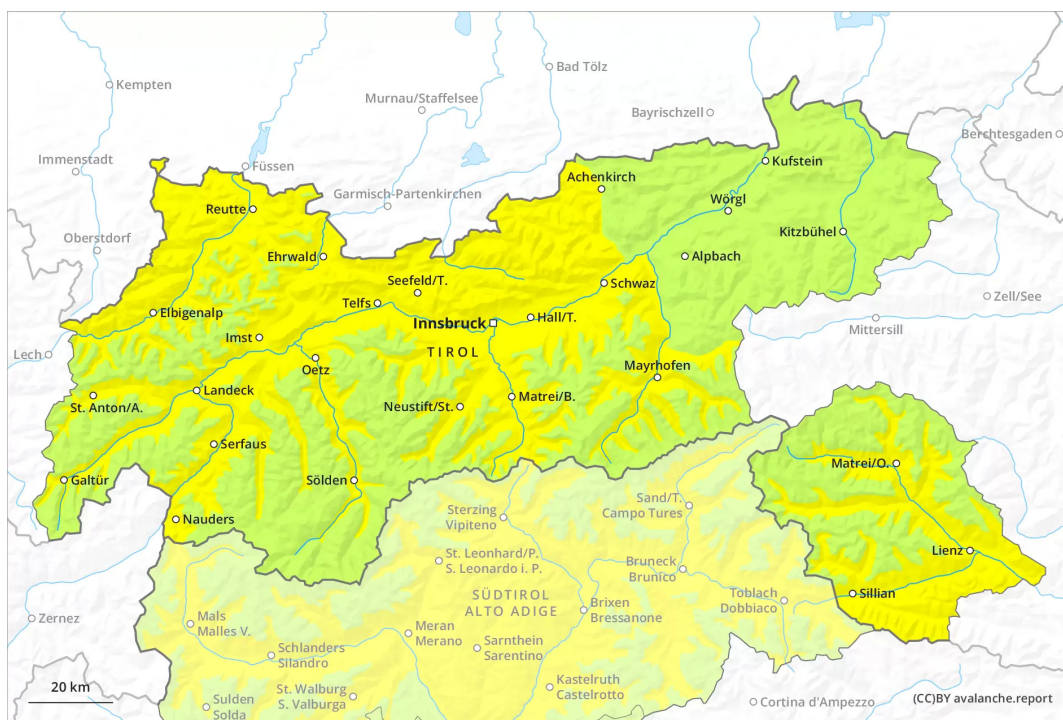 Bad Tölz
Kempten
Murnau/Staffelsee
Bayrischzell
Berchtesgaden
Immenstadt
Füssen
Kufstein
Achenkirch
Garmisch-Partenkirchen
Reutte
Wörgl
Oberstdorf
Kitzbühel
Ehrwald
Alpbach
Seefeld/T.
Schwaz
Zell/See
Telfs
Elbigenalp
Hall/T.
Innsbruck
Mittersill
Imst
Lech
TIROL
Oetz
Mayrhofen
Landeck
St. Anton/A.
Matrei/B.
Neustift/St.
Serfaus
Matrei/O.
Galtür
Sölden
Sand/T.
Campo Tures
Sterzing
Vipiteno
Nauders
Lienz
St. Leonhard/P.
S. Leonardo i. P.
Bruneck
Brunico
Sillian
SÜDTIROL
ALTO ADIGE
Toblach
Dobbiaco
Brixen
Bressanone
Zernez
Mals
Malles V.
Meran
Merano
Sarnthein
Sarentino
Schlanders
Silandro
20 km
Kastelruth
Castelrotto
St. Walburg
S. Valburga
Sulden
Solda
Cortina d'Ampezzo
(CC)BY avalanche.report